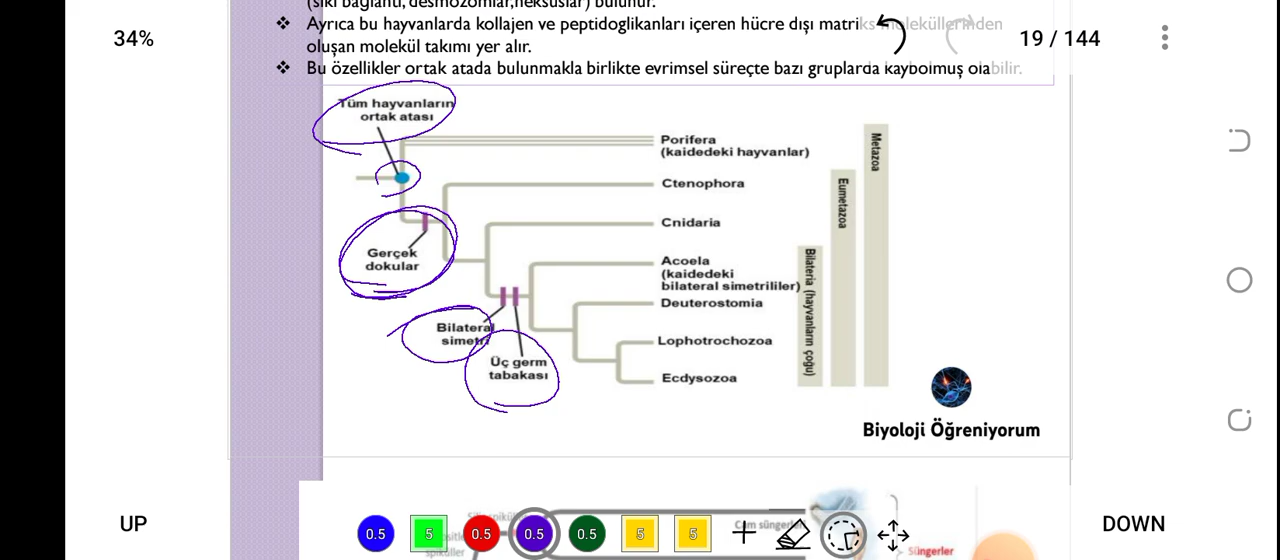 (sıkı bağlantı, desmozomlar,neksuslar) bulunur.
❖ Ayrıca bu hayvanlarda kollajen ve peptidoglikanları içeren hücre dışı matriks moleküllerinden
oluşan molekül takımı yer alır.
❖ Bu özellikler ortak atada bulunmakla birlikte evrimsel süreçte bazı gruplarda kaybolmuş olabilir.
34%
19 / 144
Tüm hayvanların
ortak atası
Porifera
(kaidedeki hayvanlar)
Ctenophora
Cnidaria
Gerçek
dokular
Acoela
(kaidedeki
bilateral simetrililer)
Deuterostomia
Bilateral
simetri
Üç germ
tabakası
Lophotrochozoa
Ecdysozoa
Bilateria (hayvanların çoğu)
Eumetazoa
Metazoa
Biyoloji Öğreniyorum
UP
DOWN
0.5
5
0.5
0.5
0.5
5
5
Cam süngerler
spiküller
Süngerler